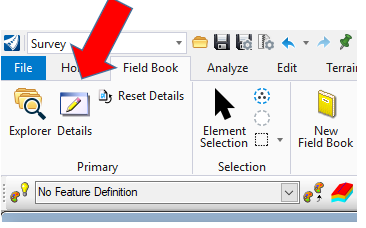 Survey
File Ho Field Book Analyze Edit Terrai
Explorer Details Reset Details Element Selection New Field Book
Primary Selection
No Feature Definition